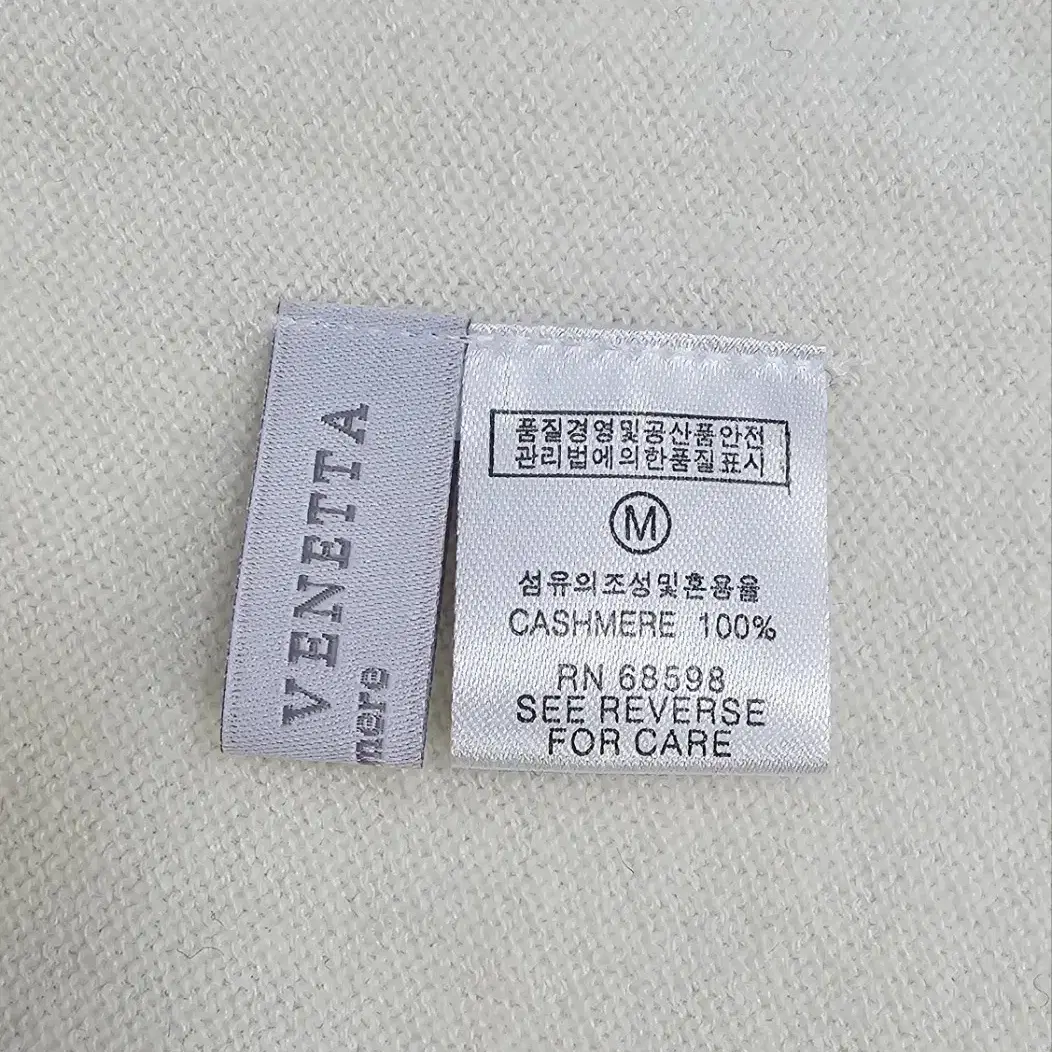 VENETTA
mere
품질경영및공산품안전
관리법에의한품질표시
M
섬유의조성및혼용율
CASHMERE 100%
RN 68598
SEE REVERSE
FOR CARE